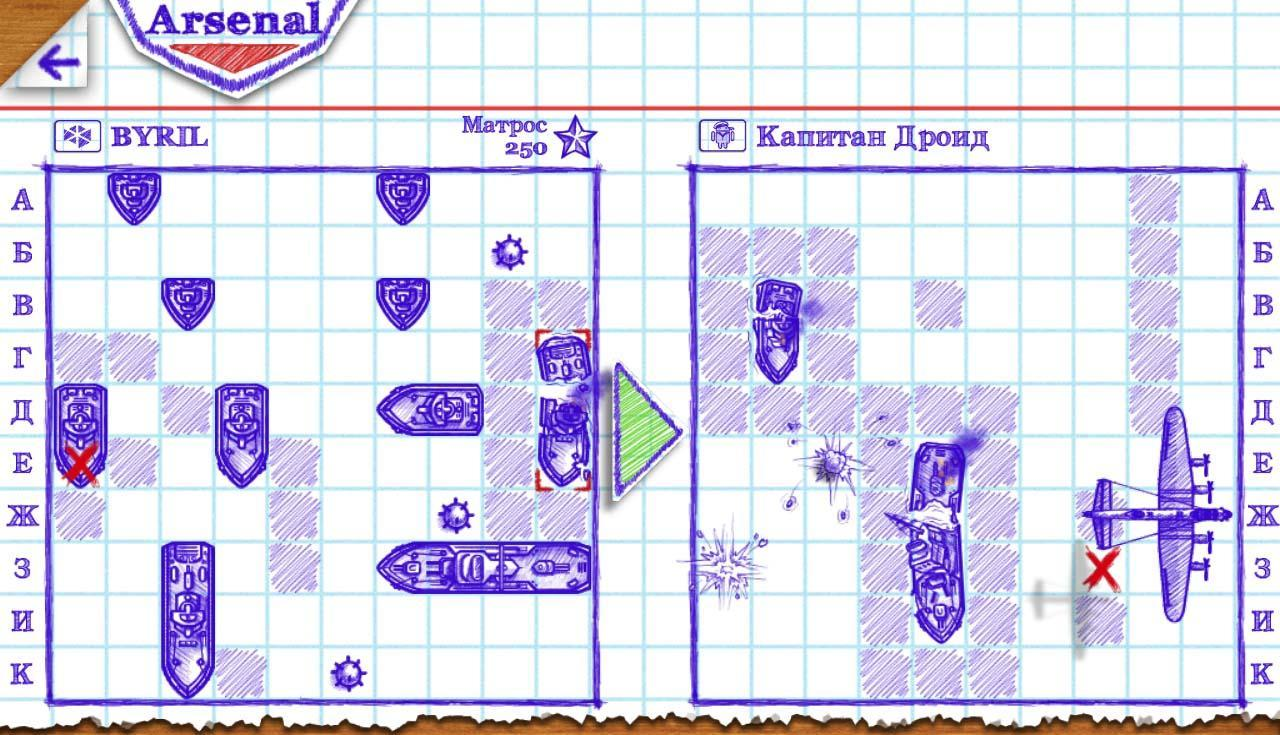 Arsenal
BYRIL
Матрос
250
Капитан Дроид
А
А
Б
Б
В
В
Г
Г
Д
Д
Е
Е
Ж
Ж
З
З
И
И
К
К